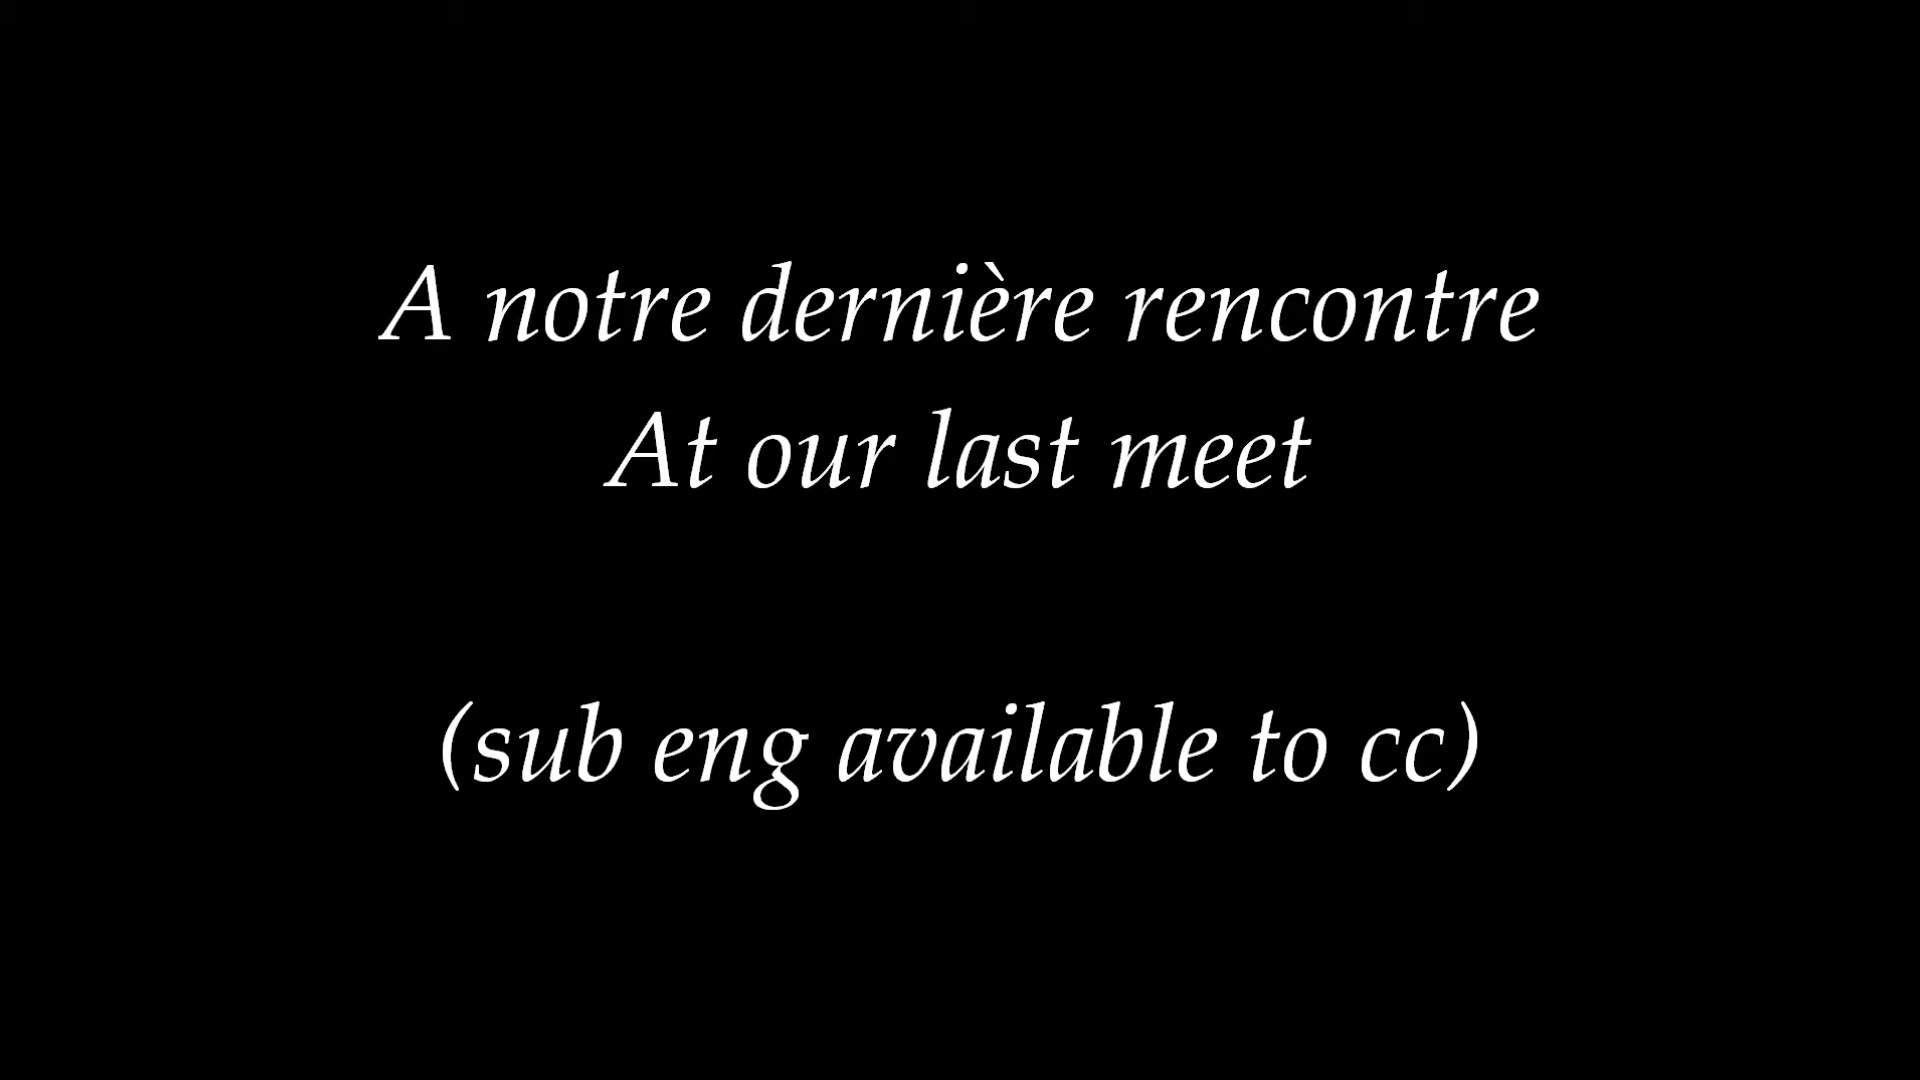 A notre dernière rencontre
At our last meet
(sub eng available to cc)